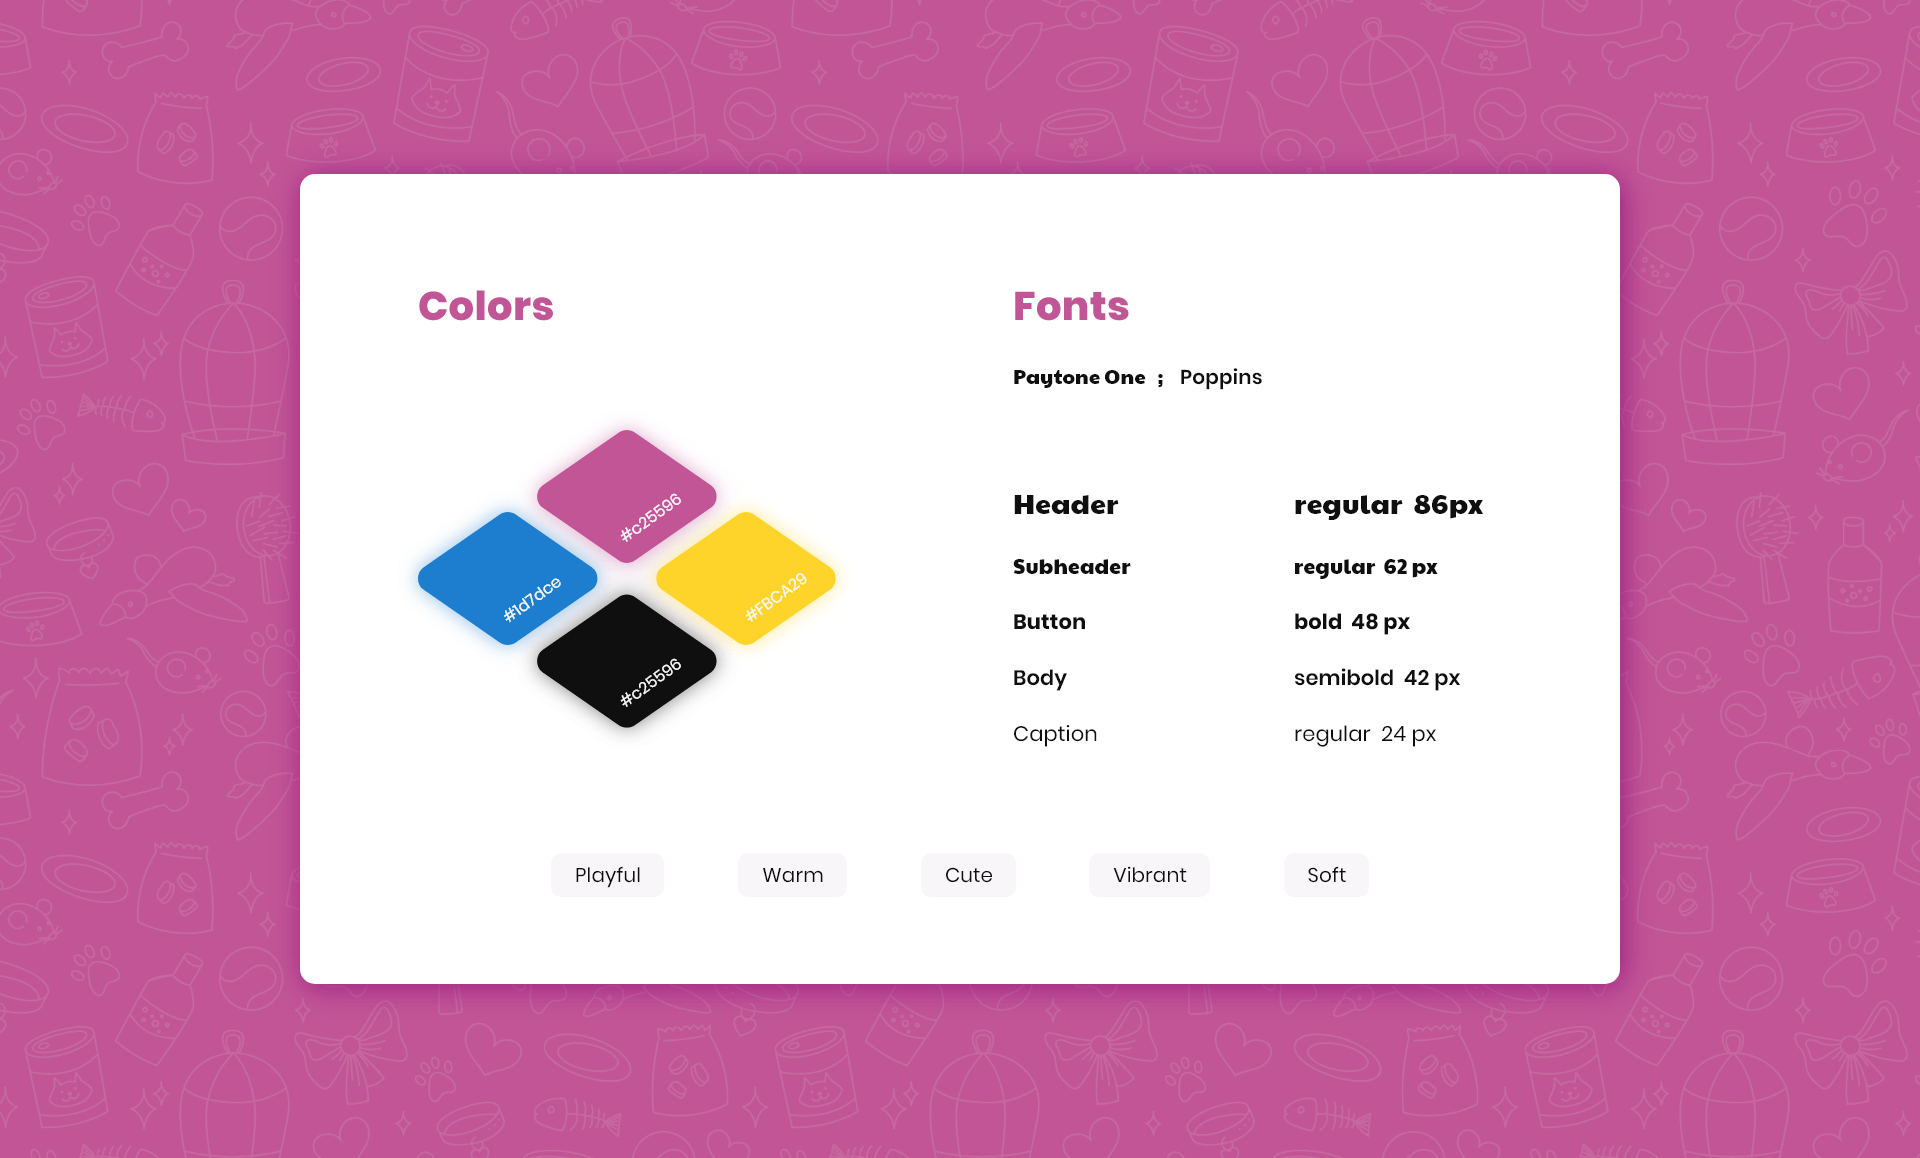 Colors
#c25596
#1d7dce
#FBCA29
#c25596
Fonts
Paytone One ; Poppins
Header regular 86px
Subheader regular 62 px
Button bold 48 px
Body semibold 42 px
Caption regular 24 px
Playful Warm Cute Vibrant Soft